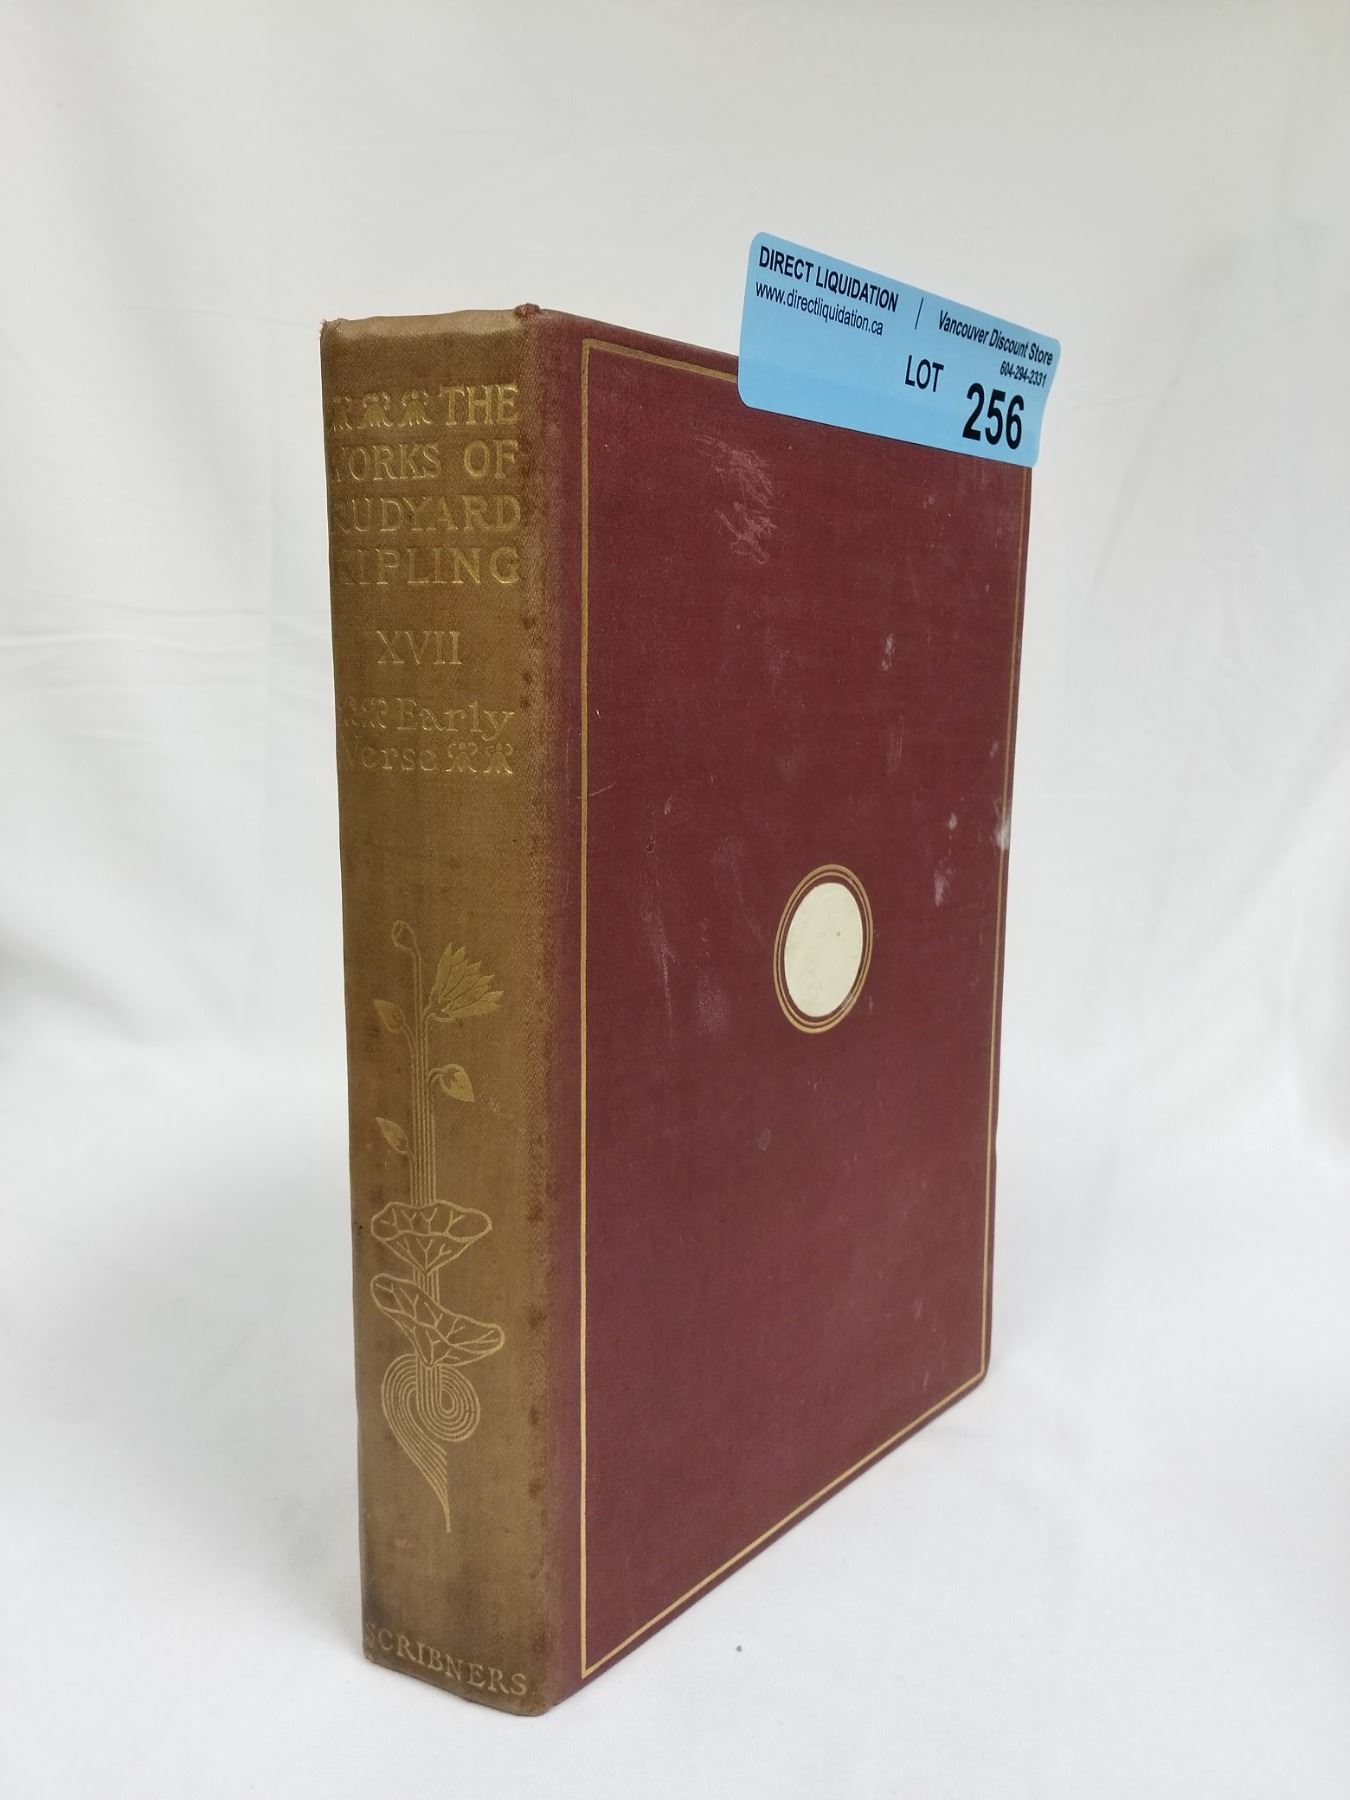 DIRECT LIQUIDATION
www.directliquidation.ca
Vancouver Discount Store
604-294-2331
LOT 256
THE
WORKS OF
RUDYARD
KIPLING
XVII
Early
Verse
SCRIBNERS